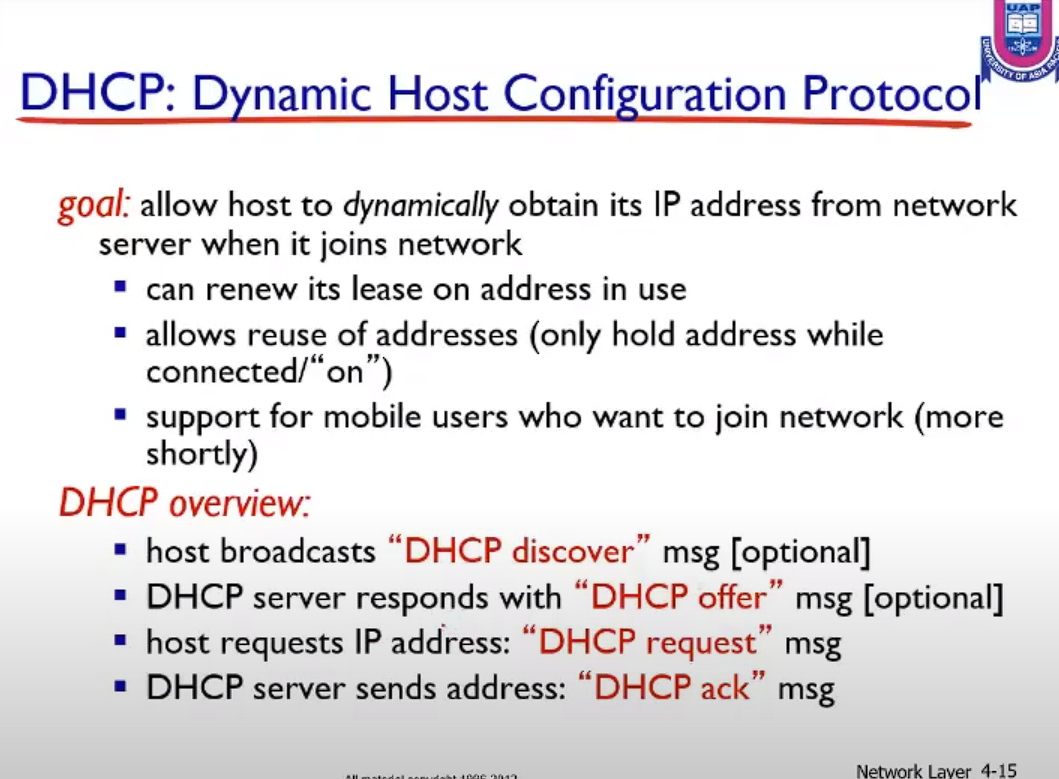 UAP
UNIVERSITY OF ASIA PACIFIC
DHCP: Dynamic Host Configuration Protocol
goal: allow host to dynamically obtain its IP address from network
server when it joins network
▪ can renew its lease on address in use
▪ allows reuse of addresses (only hold address while
connected/“on”)
▪ support for mobile users who want to join network (more
shortly)
DHCP overview:
▪ host broadcasts “DHCP discover” msg [optional]
▪ DHCP server responds with “DHCP offer” msg [optional]
▪ host requests IP address: “DHCP request” msg
▪ DHCP server sends address: “DHCP ack” msg
All material copyright 1996-2012
Network Layer 4-15